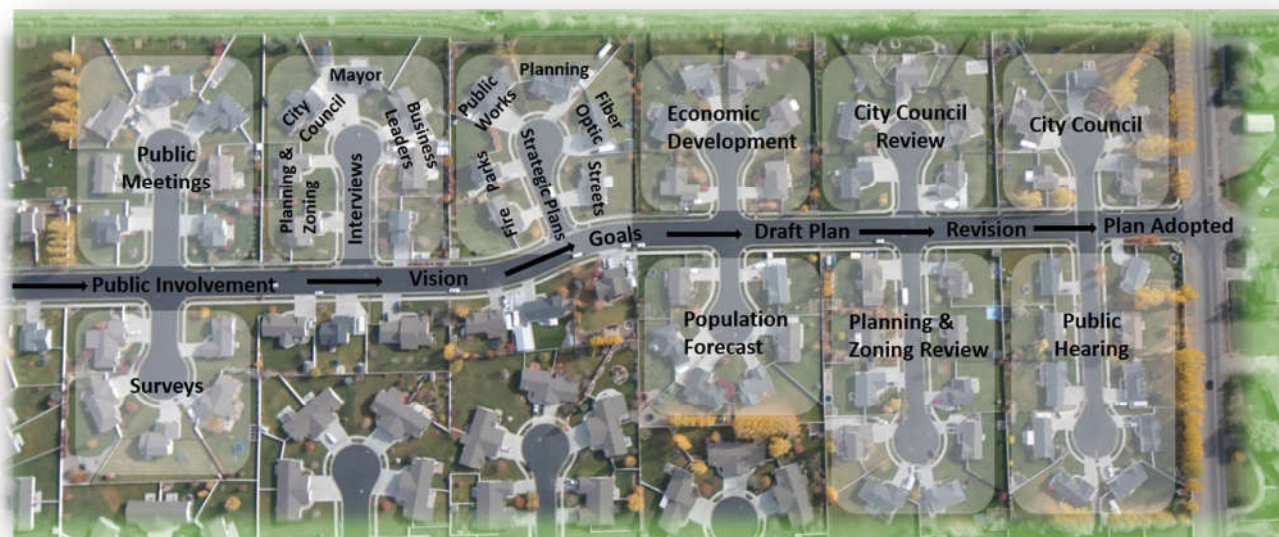 Public
Meetings
Planning &
Zoning
City
Council
Mayor
Business
Leaders
Interviews
Fire
Parks
Public
Works
Planning
Fiber
Optic
Streets
Strategic Plans
Economic
Development
City Council
Review
City Council
Public Involvement
Vision
Goals
Draft Plan
Revision
Plan Adopted
Surveys
Population
Forecast
Planning &
Zoning Review
Public
Hearing